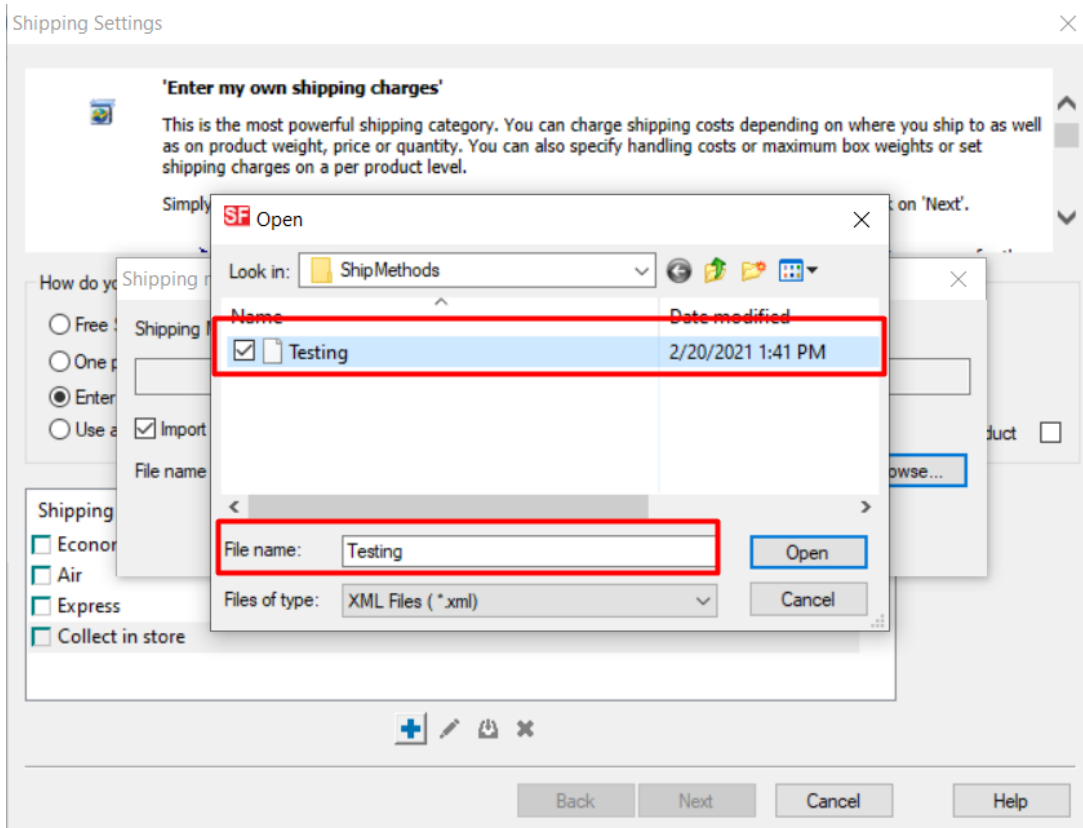 Shipping Settings
'Enter my own shipping charges'
This is the most powerful shipping category. You can charge shipping costs depending on where you ship to as well
as on product weight, price or quantity. You can also specify handling costs or maximum box weights or set
shipping charges on a per product level.
Simply
k on 'Next'.
SF Open
Look in: ShipMethods
How do yo
Shipping
Name
Date modified
Free
Shipping
Testing
2/20/2021 1:41 PM
One p
Enter
Use a
Import
duct
File name
owse...
Shipping
Econor
File name: Testing
Open
Air
Files of type: XML Files ( *.xml)
Cancel
Express
Collect in store
Back
Next
Cancel
Help